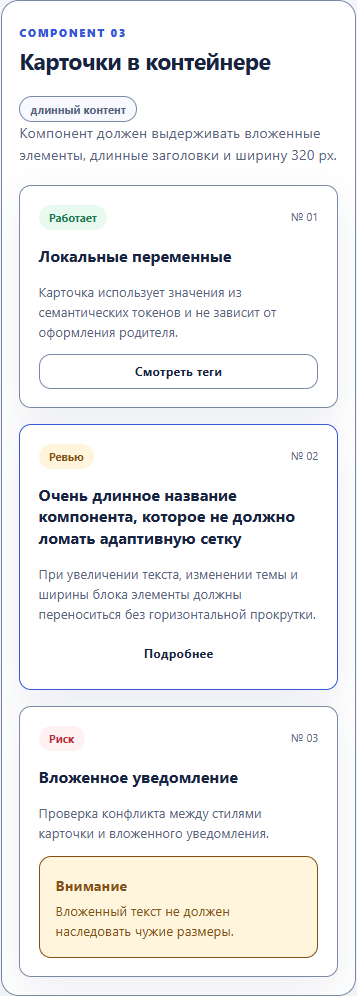 COMPONENT 03
Карточки в контейнере
длинный контент
Компонент должен выдерживать вложенные
элементы, длинные заголовки и ширину 320 px.
Работает
№ 01
Локальные переменные
Карточка использует значения из
семантических токенов и не зависит от
оформления родителя.
Смотреть теги
Ревью
№ 02
Очень длинное название
компонента, которое не должно
ломать адаптивную сетку
При увеличении текста, изменении темы и
ширины блока элементы должны
переноситься без горизонтальной прокрутки.
Подробнее
Риск
№ 03
Вложенное уведомление
Проверка конфликта между стилями
карточки и вложенного уведомления.
Внимание
Вложенный текст не должен
наследовать чужие размеры.